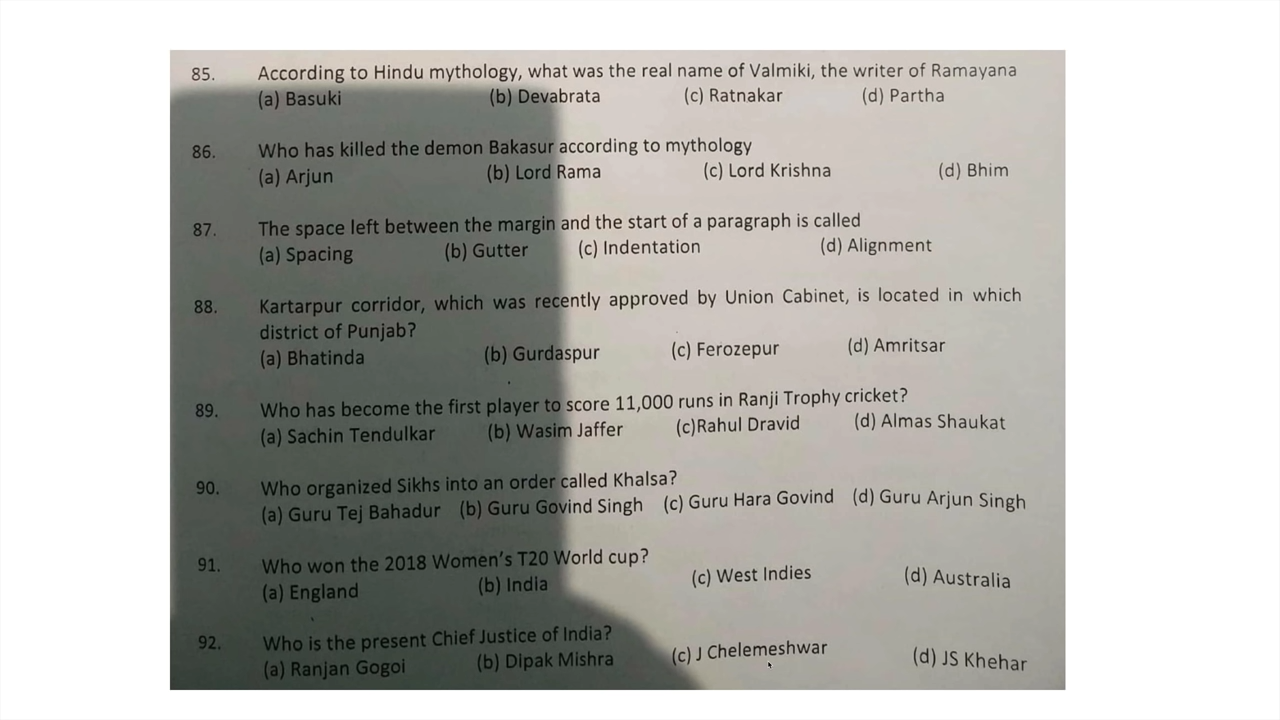 85. According to Hindu mythology, what was the real name of Valmiki, the writer of Ramayana
(a) Basuki (b) Devabrata (c) Ratnakar (d) Partha
86. Who has killed the demon Bakasur according to mythology
(a) Arjun (b) Lord Rama (c) Lord Krishna (d) Bhim
87. The space left between the margin and the start of a paragraph is called
(a) Spacing (b) Gutter (c) Indentation (d) Alignment
88. Kartarpur corridor, which was recently approved by Union Cabinet, is located in which
district of Punjab?
(a) Bhatinda (b) Gurdaspur (c) Ferozepur (d) Amritsar
89. Who has become the first player to score 11,000 runs in Ranji Trophy cricket?
(a) Sachin Tendulkar (b) Wasim Jaffer (c)Rahul Dravid (d) Almas Shaukat
90. Who organized Sikhs into an order called Khalsa?
(a) Guru Tej Bahadur (b) Guru Govind Singh (c) Guru Hara Govind (d) Guru Arjun Singh
91. Who won the 2018 Women's T20 World cup?
(a) England (b) India (c) West Indies (d) Australia
92. Who is the present Chief Justice of India?
(a) Ranjan Gogoi (b) Dipak Mishra (c) J Chelemeshwar (d) JS Khehar